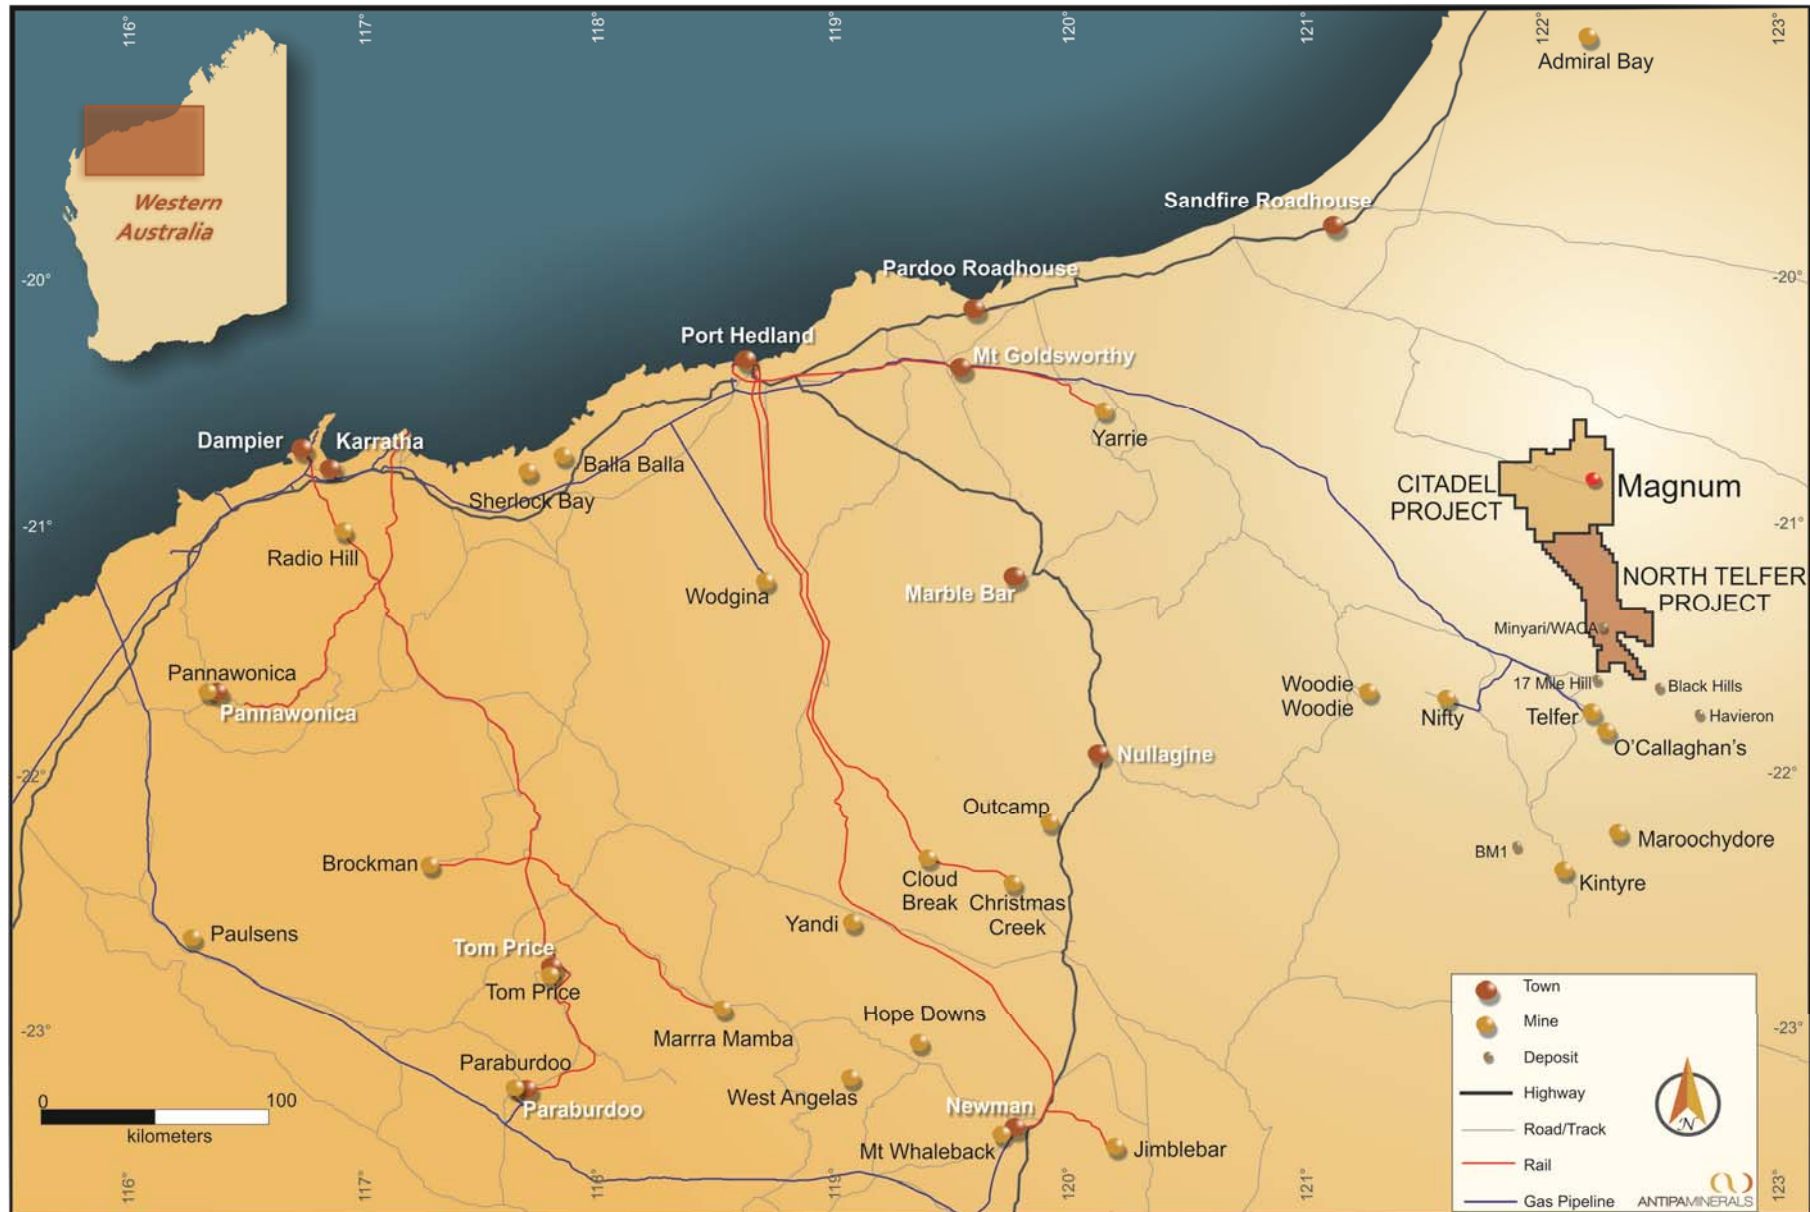 116°
117°
118°
119°
120°
121°
122°
123°
Admiral Bay
Western
Australia
Sandfire Roadhouse
-20°
Pardoo Roadhouse
-20°
Port Hedland
Mt Goldsworthy
Dampier
Karratha
Yarrie
Balla Balla
Sherlock Bay
CITADEL
PROJECT
Magnum
-21°
-21°
Radio Hill
Wodgina
Marble Bar
NORTH TELFER
PROJECT
Minyari/WACA
Pannawonica
Pannawonica
Woodie
Woodie
Nifty
17 Mile Hill
Black Hills
Telfer
Havieron
O'Callaghan's
Nullagine
-22°
-22°
Outcamp
Maroochydore
BM1
Kintyre
Brockman
Cloud
Break
Christmas
Creek
Yandi
Paulsens
Tom Price
Tom Price
Hope Downs
Marrra Mamba
-23°
-23°
Paraburdoo
Paraburdoo
West Angelas
Newman
Mt Whaleback
Jimblebar
0
100
kilometers
Town
Mine
Deposit
Highway
Road/Track
Rail
Gas Pipeline
N
ANTIPAMINERALS
116°
117°
118°
119°
120°
121°
123°